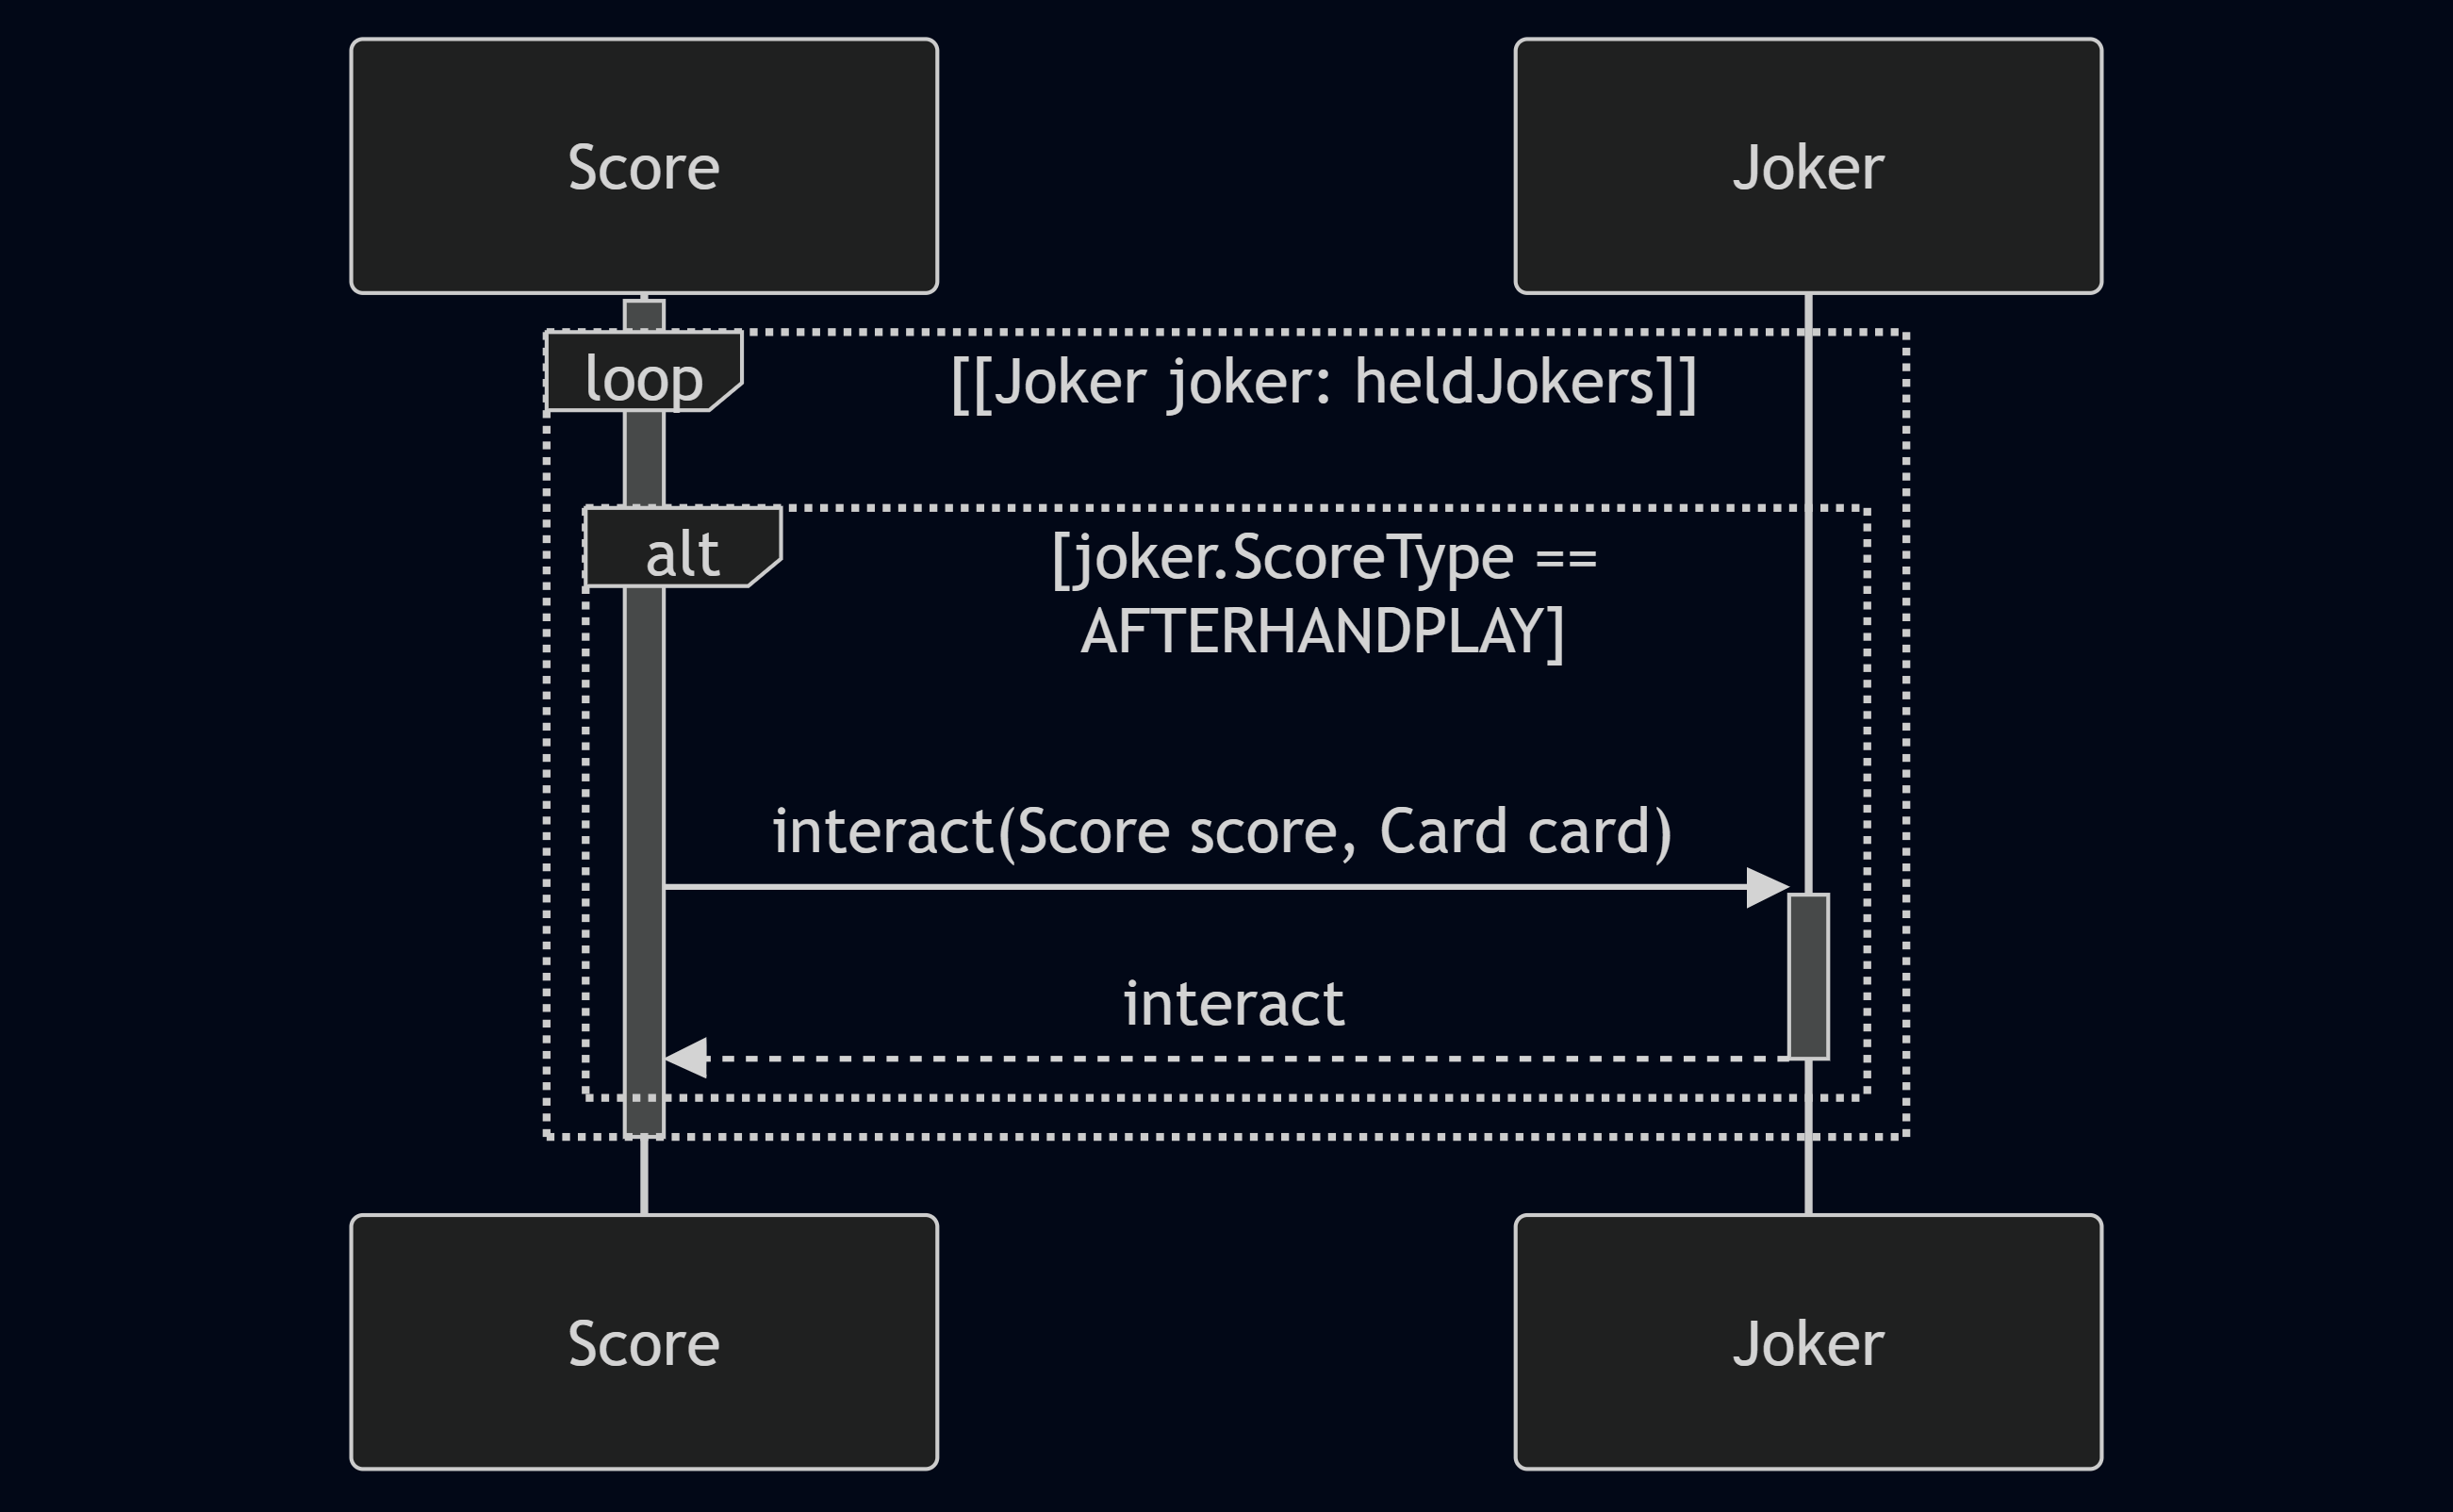 Score
Joker
loop
[[Joker joker: heldJokers]]
alt
[joker.ScoreType ==
AFTERHANDPLAY]
interact(Score score, Card card)
interact
Score
Joker